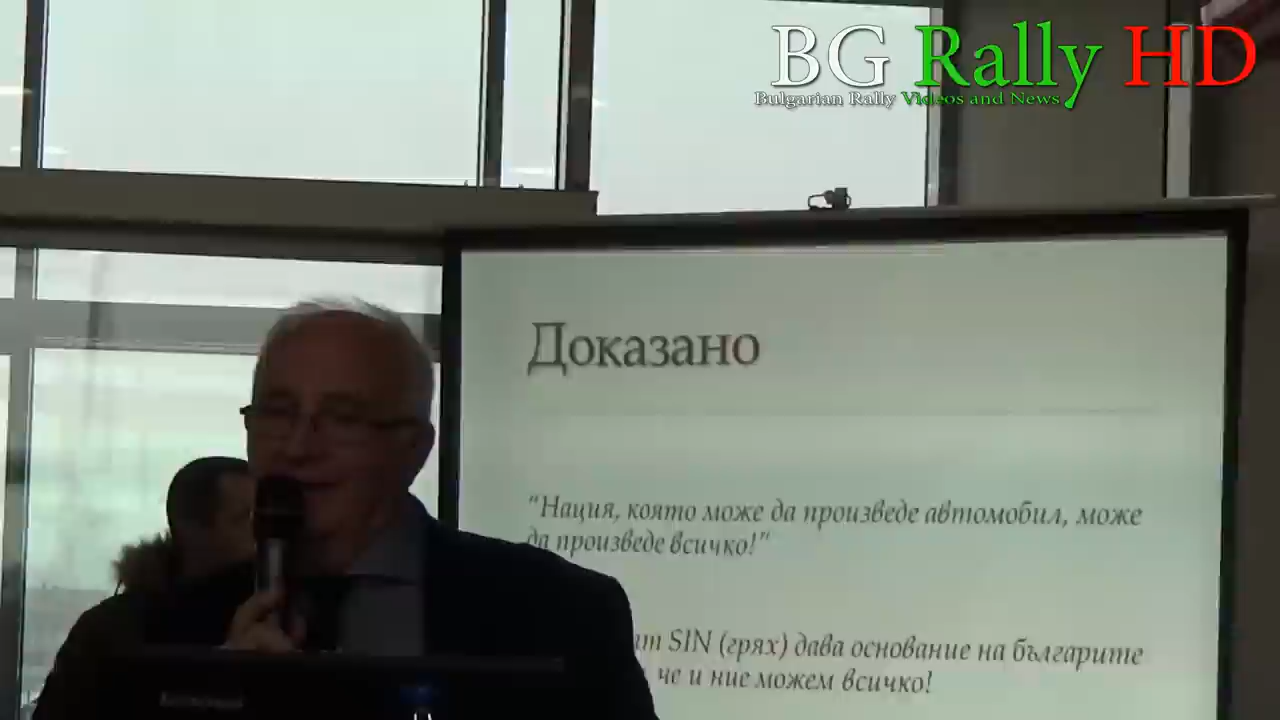 BG Rally HD
Bulgarian Rally Videos and News
Доказано
“Нация, която може да произведе автомобил, може
да произведе всичко!”
SIN (грях) дава основание на българите
че и ние можем всичко!